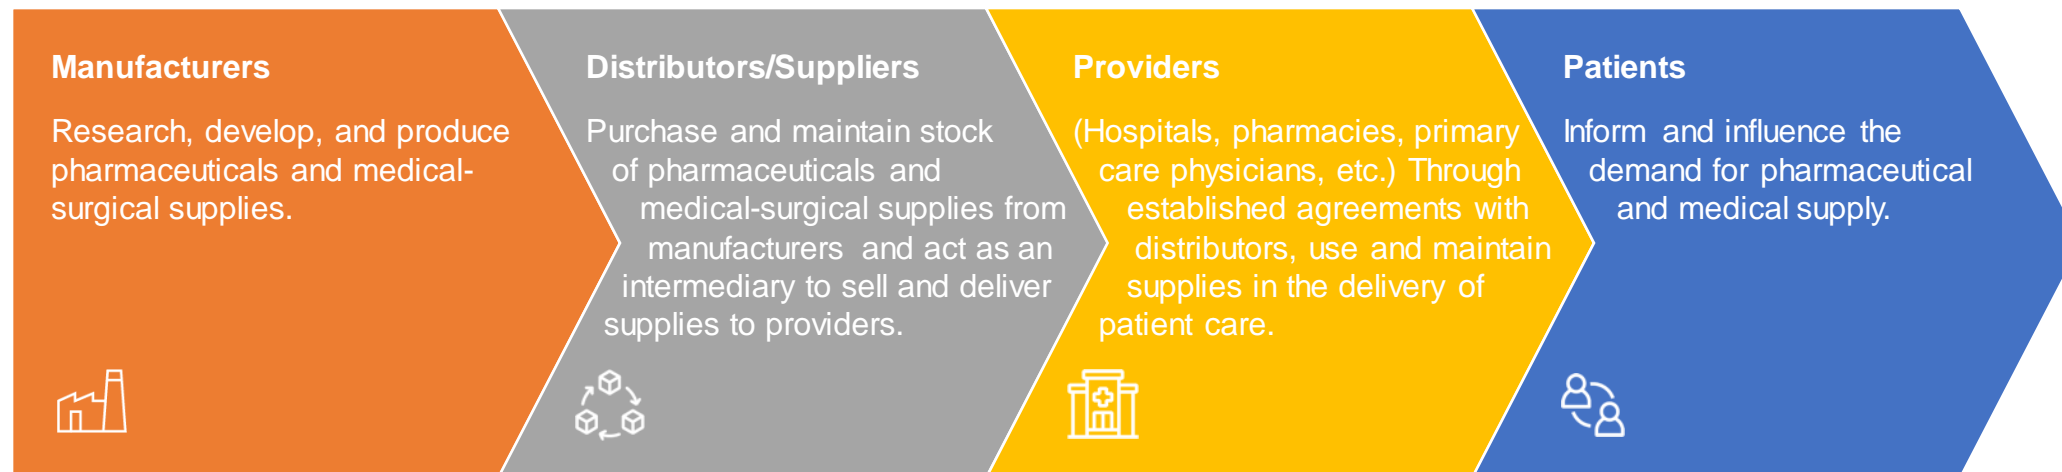 Manufacturers
Research, develop, and produce
pharmaceuticals and medical-
surgical supplies.
Distributors/Suppliers
Purchase and maintain stock
of pharmaceuticals and
medical-surgical supplies from
manufacturers and act as an
intermediary to sell and deliver
supplies to providers.
Providers
(Hospitals, pharmacies, primary
care physicians, etc.) Through
established agreements with
distributors, use and maintain
supplies in the delivery of
patient care.
Patients
Inform and influence the
demand for pharmaceutical
and medical supply.